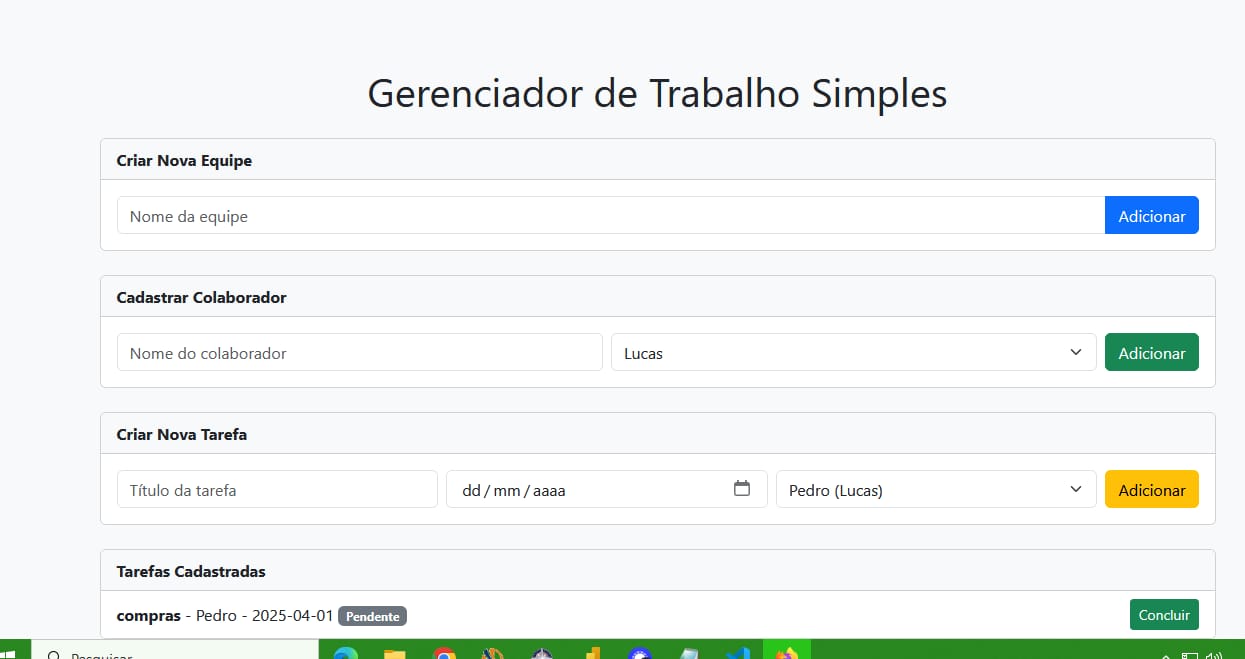 Gerenciador de Trabalho Simples
Criar Nova Equipe
Nome da equipe Adicionar
Cadastrar Colaborador
Nome do colaborador Lucas Adicionar
Criar Nova Tarefa
Título da tarefa dd / mm / aaaa Pedro (Lucas) Adicionar
Tarefas Cadastradas
compras - Pedro - 2025-04-01 Pendente Concluir
Pesquisar